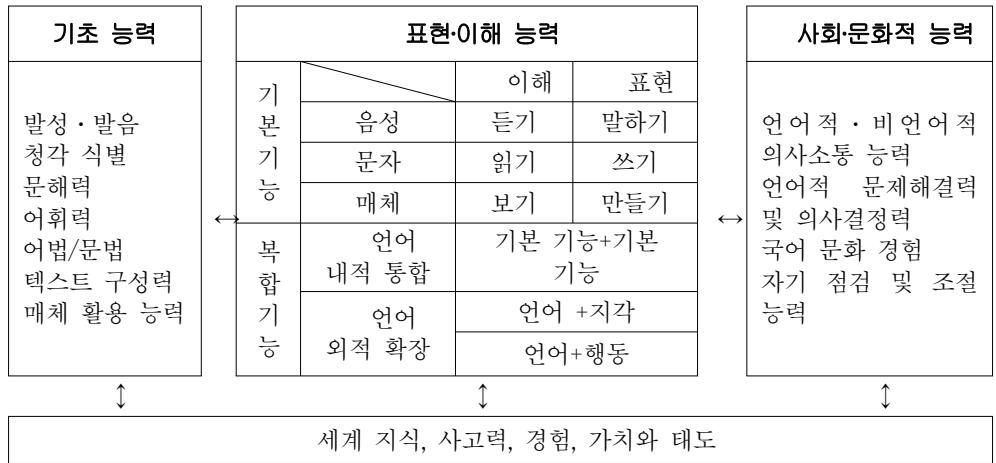 기초 능력
발성·발음
청각 식별
문해력
어휘력
어법/문법
텍스트 구성력
매체 활용 능력
표현·이해 능력
기본기능
이해 표현
음성 듣기 말하기
문자 읽기 쓰기
매체 보기 만들기
복합기능
언어
내적 통합
기본 기능+기본
기능
언어
외적 확장
언어 +지각
언어+행동
사회·문화적 능력
언어적·비언어적
의사소통 능력
언어적 문제해결력
및 의사결정력
국어 문화 경험
자기 점검 및 조절
능력
세계 지식, 사고력, 경험, 가치와 태도